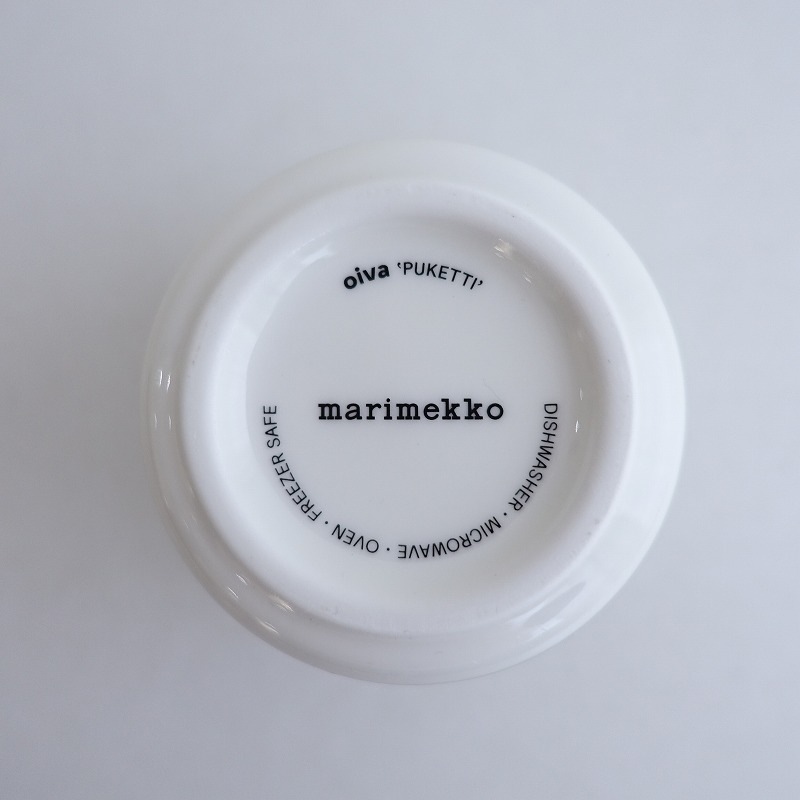 oiva ‘PUKETTI’
marimekko
DISHWASHER · MICROWAVE · OVEN · FREEZER SAFE